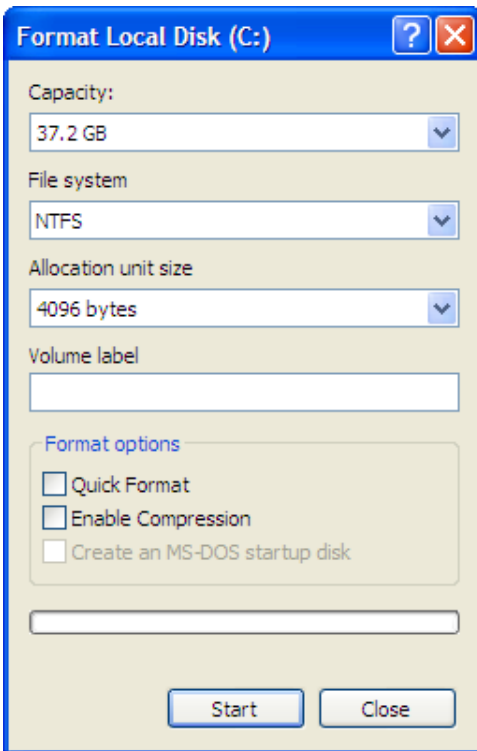 Format Local Disk (C:)
Capacity:
37.2 GB
File system
NTFS
Allocation unit size
4096 bytes
Volume label
Format options
Quick Format
Enable Compression
Create an MS-DOS startup disk
Start Close